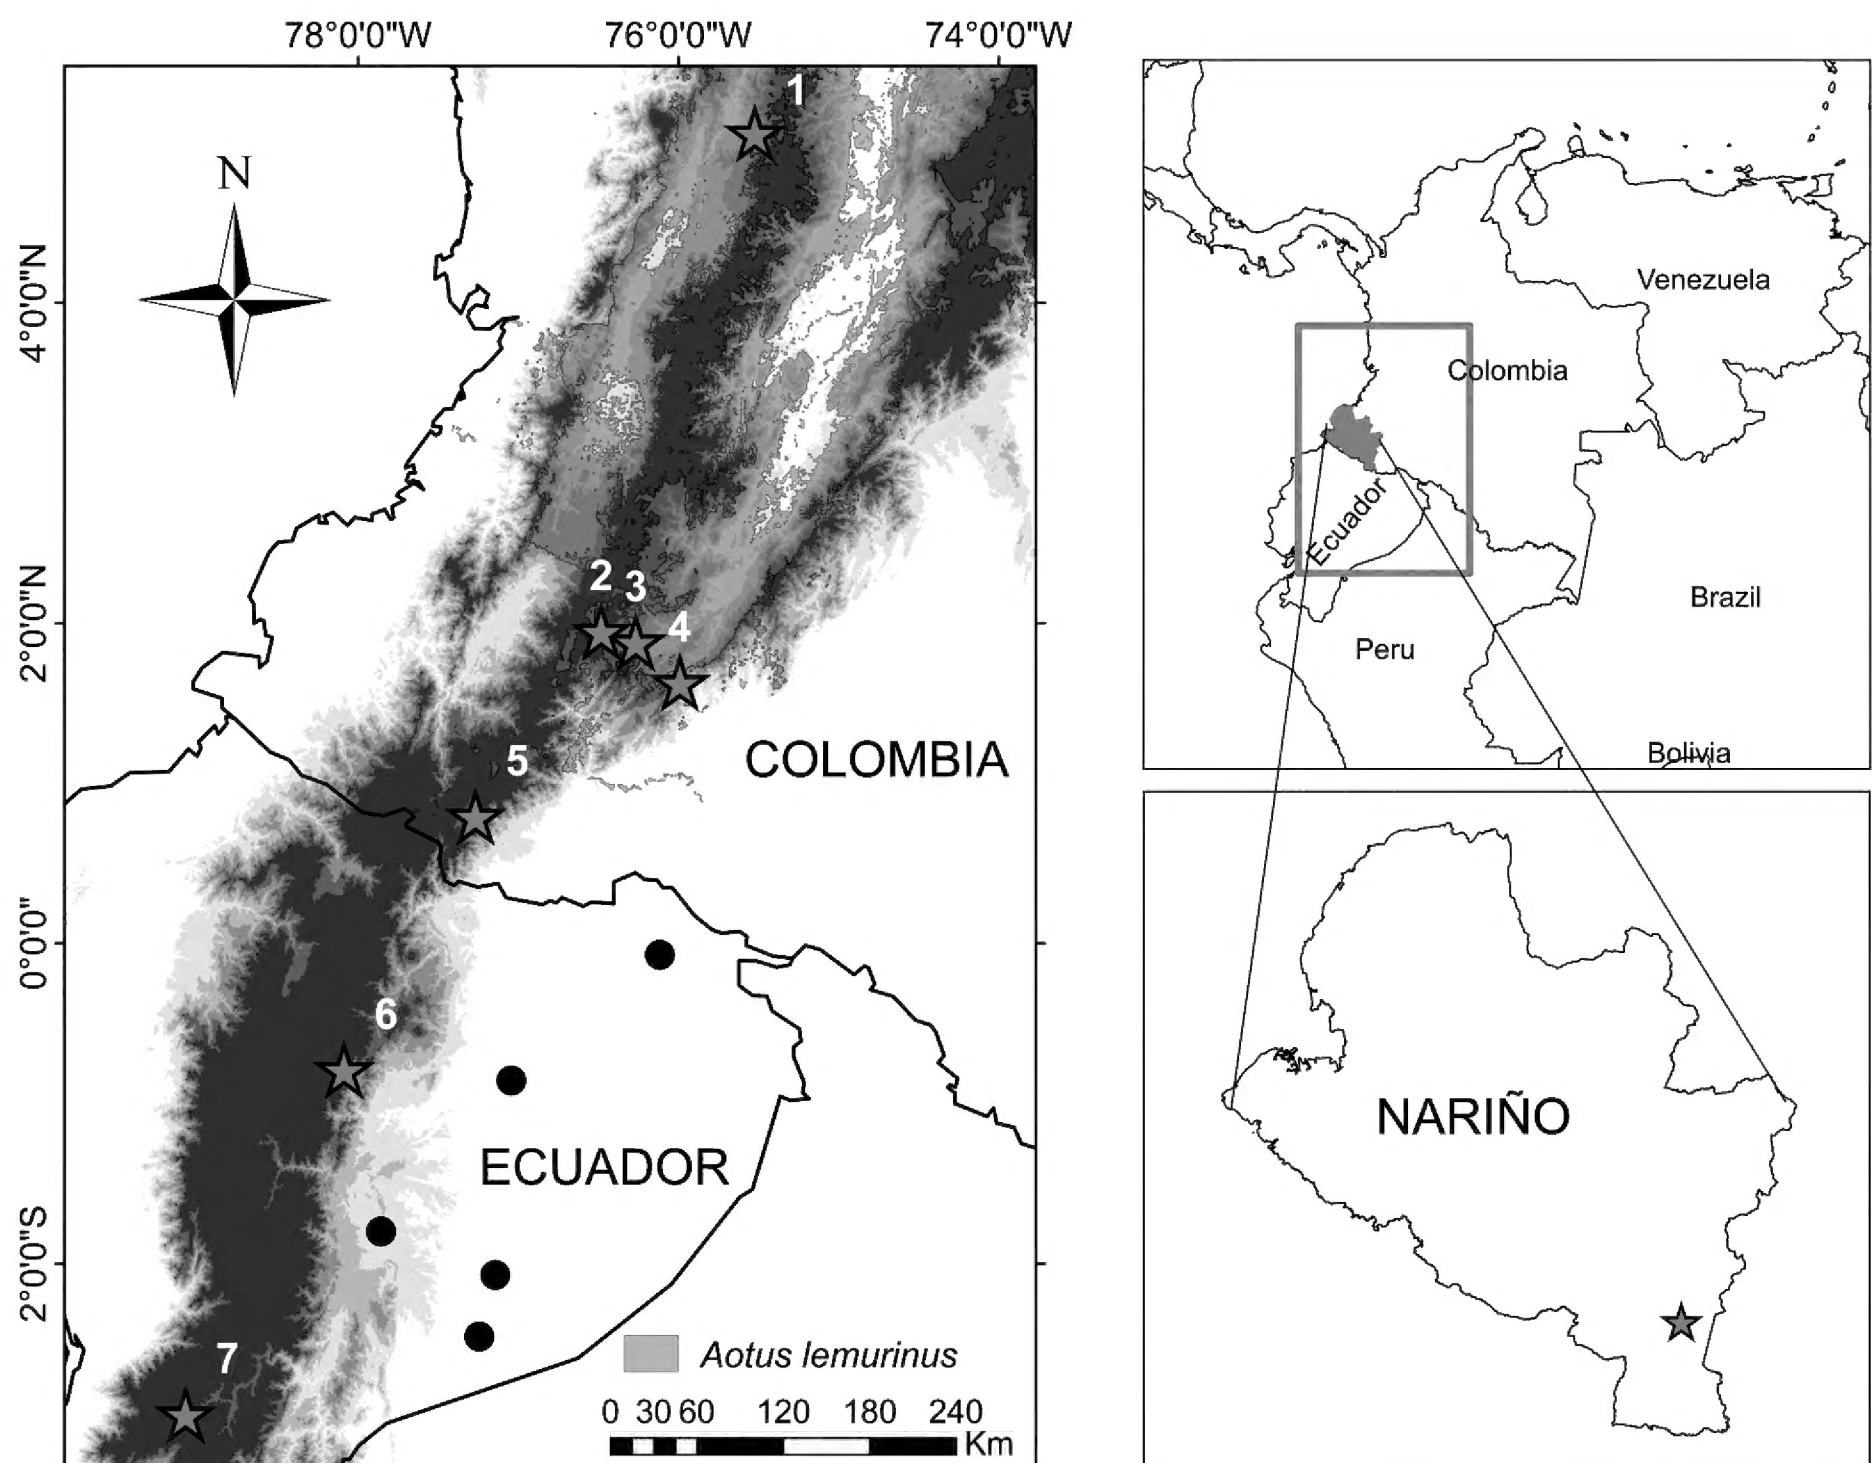 78°0'0"W 76°0'0"W 74°0'0"W
N
4°0'0"N
2°0'0"N
0°0'0"
2°0'0"S
1
2
3
4
5
6
7
COLOMBIA
ECUADOR
Aotus lemurinus
0 30 60 120 180 240
Km
Venezuela
Colombia
Ecuador
Brazil
Peru
Bolivia
NARIÑO